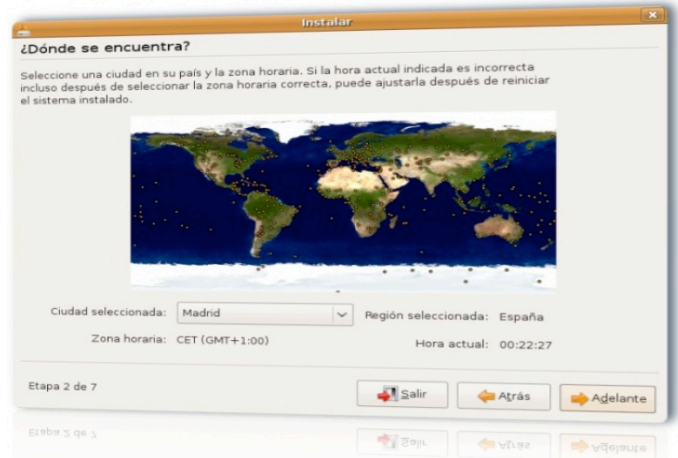 Instalar
¿Dónde se encuentra?
Seleccione una ciudad en su país y la zona horaria. Si la hora actual indicada es incorrecta
incluso después de seleccionar la zona horaria correcta, puede ajustarla después de reiniciar
el sistema instalado.
Ciudad seleccionada: Madrid Región seleccionada: España
Zona horaria: CET (GMT+1:00) Hora actual: 00:22:27
Etapa 2 de 7 Salir Atrás Adelante